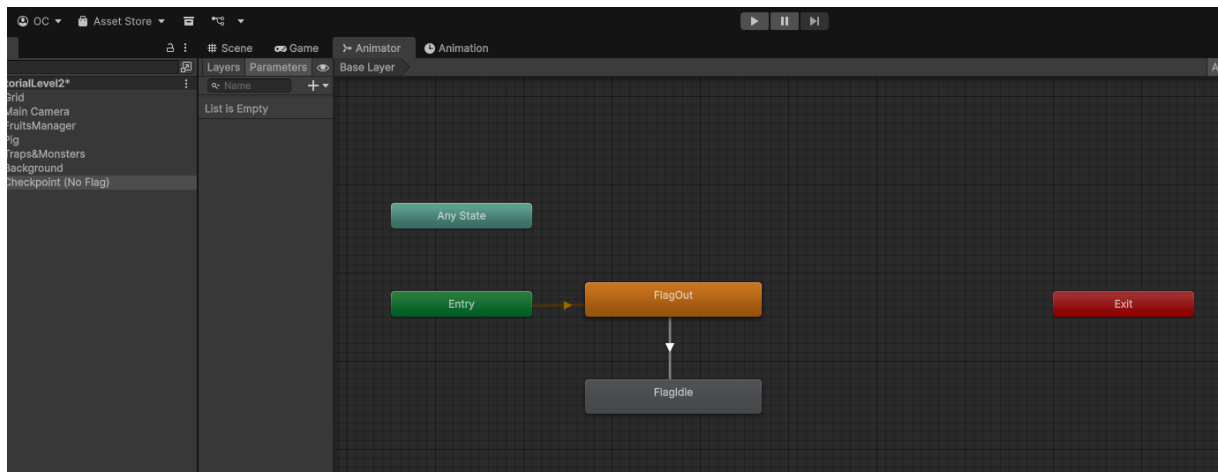 OC Asset Store
Scene Game Animator Animation
Layers Parameters Base Layer A
torialLevel2* Name
Grid List is Empty
Main Camera
FruitsManager
Pig
Traps&Monsters
Background
Checkpoint (No Flag)
Any State
Entry FlagOut Exit
FlagIdle